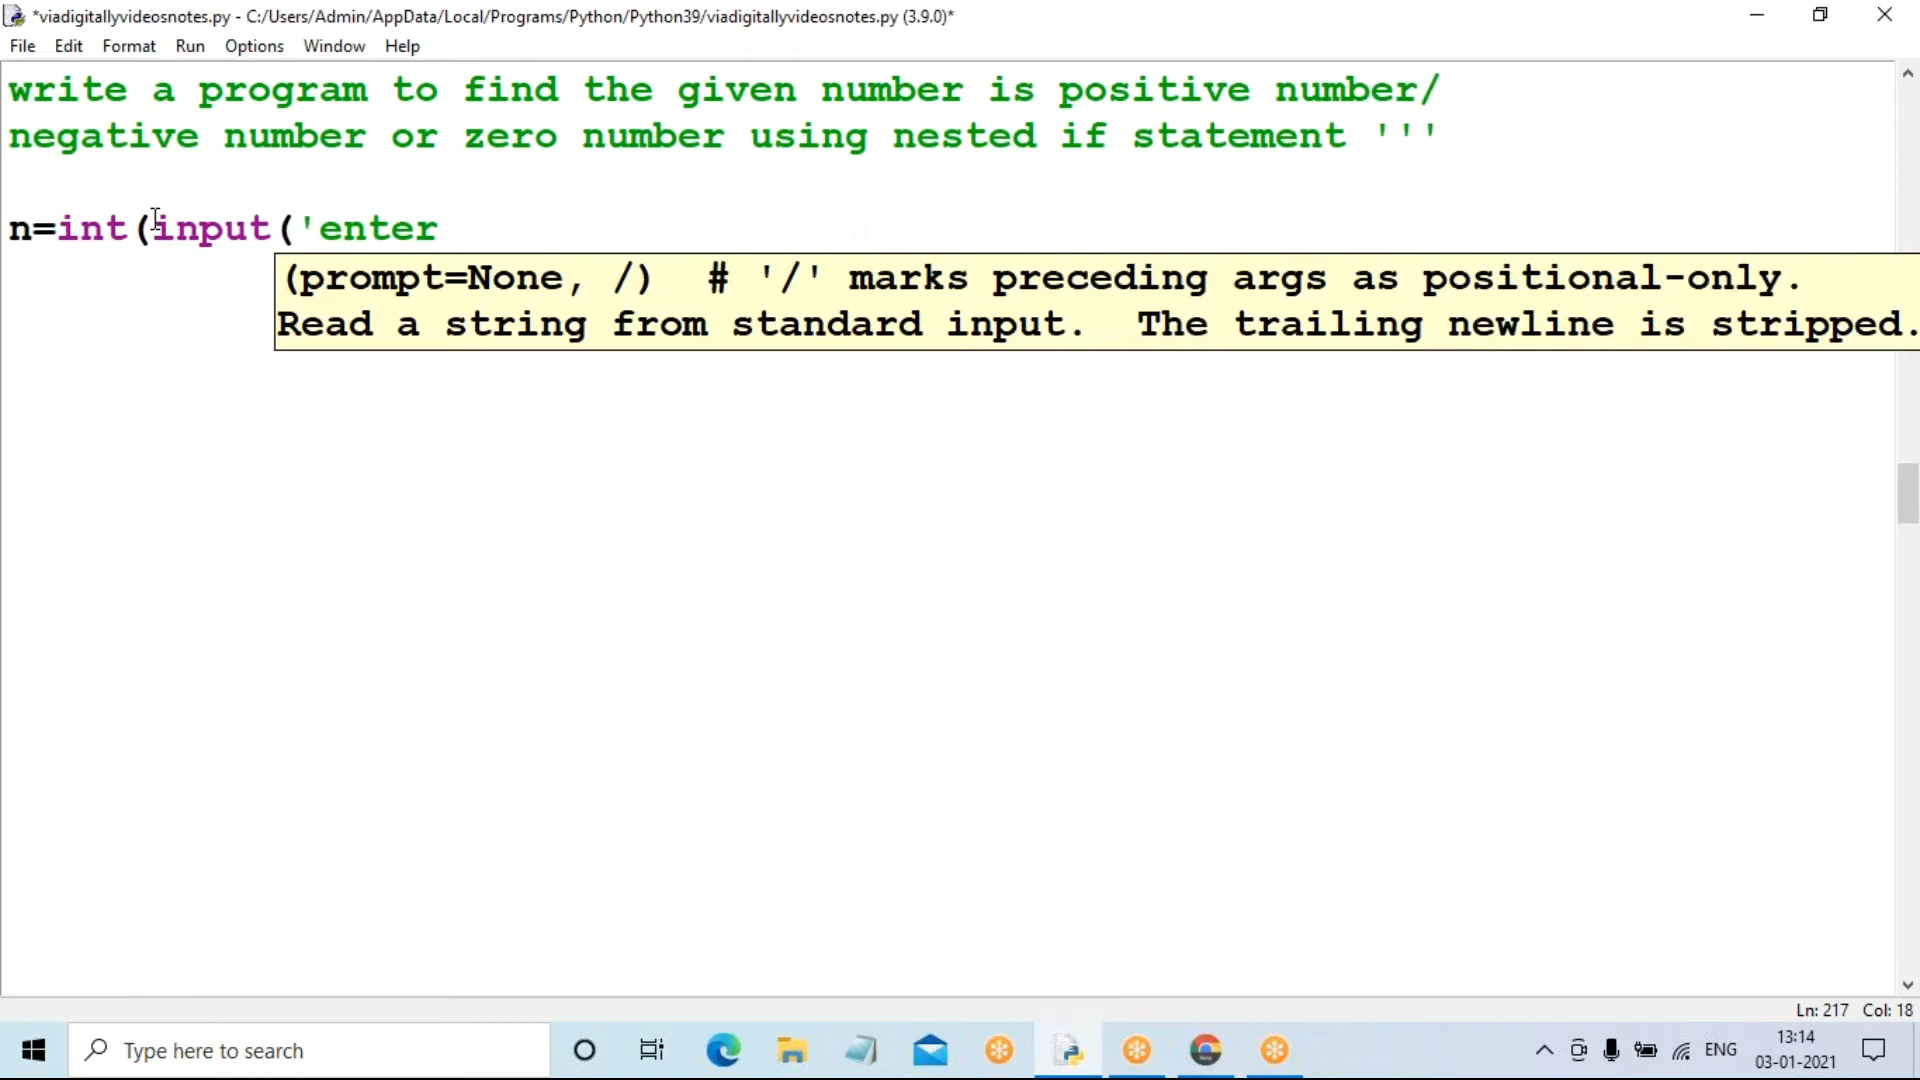 *viadigitallyvideosnotes.py - C:/Users/Admin/AppData/Local/Programs/Python/Python39/viadigitallyvideosnotes.py (3.9.0)*
File Edit Format Run Options Window Help
write a program to find the given number is positive number/
negative number or zero number using nested if statement '''
n=int(input('enter
(prompt=None, /)  # '/' marks preceding args as positional-only.
Read a string from standard input.  The trailing newline is stripped.
Ln: 217 Col: 18
Type here to search
ENG
13:14
03-01-2021